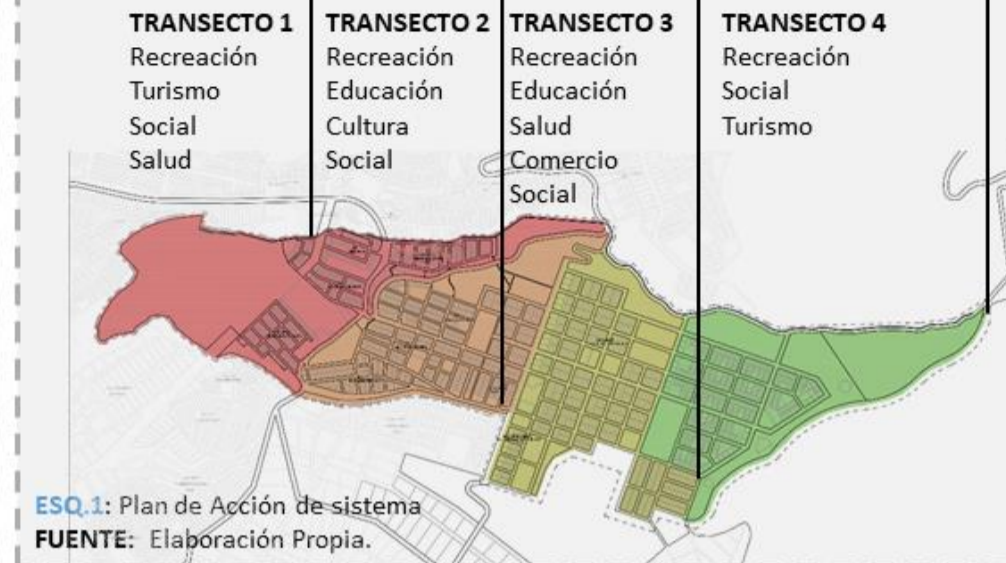 TRANSECTO 1
Recreación
Turismo
Social
Salud
TRANSECTO 2
Recreación
Educación
Cultura
Social
TRANSECTO 3
Recreación
Educación
Salud
Comercio
Social
TRANSECTO 4
Recreación
Social
Turismo
ESQ.1: Plan de Acción de sistema
FUENTE: Elaboración Propia.